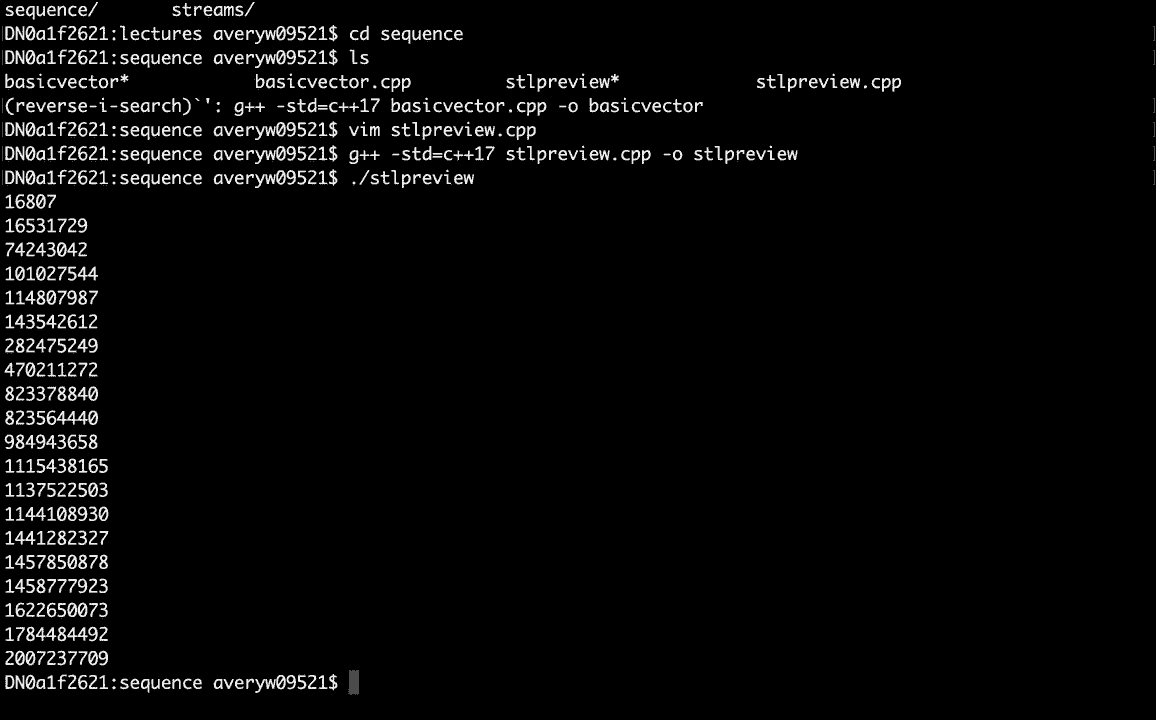 sequence/       streams/
DN0a1f2621:lectures averyw09521$ cd sequence
DN0a1f2621:sequence averyw09521$ ls
basicvector*            basicvector.cpp         stlpreview*             stlpreview.cpp
(reverse-i-search)`': g++ -std=c++17 basicvector.cpp -o basicvector
DN0a1f2621:sequence averyw09521$ vim stlpreview.cpp
DN0a1f2621:sequence averyw09521$ g++ -std=c++17 stlpreview.cpp -o stlpreview
DN0a1f2621:sequence averyw09521$ ./stlpreview
16807
16531729
74243042
101027544
114807987
143542612
282475249
470211272
823378840
823564440
984943658
1115438165
1137522503
1144108930
1441282327
1457850878
1458777923
1622650073
1784484492
2007237709
DN0a1f2621:sequence averyw09521$